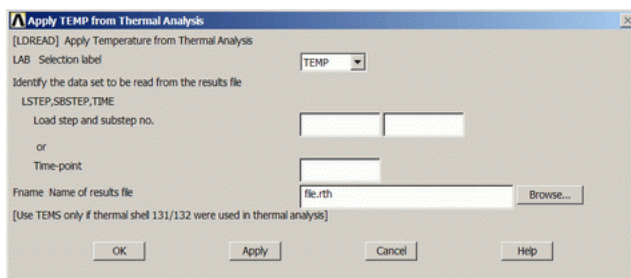 Apply TEMP from Thermal Analysis
[LDREAD] Apply Temperature from Thermal Analysis
LAB Selection label TEMP
Identify the data set to be read from the results file
LSTEP,SBSTEP,TIME
Load step and substep no.
or
Time-point
Fname Name of results file file.rth Browse...
[Use TEMS only if thermal shell 131/132 were used in thermal analysis]
OK Apply Cancel Help